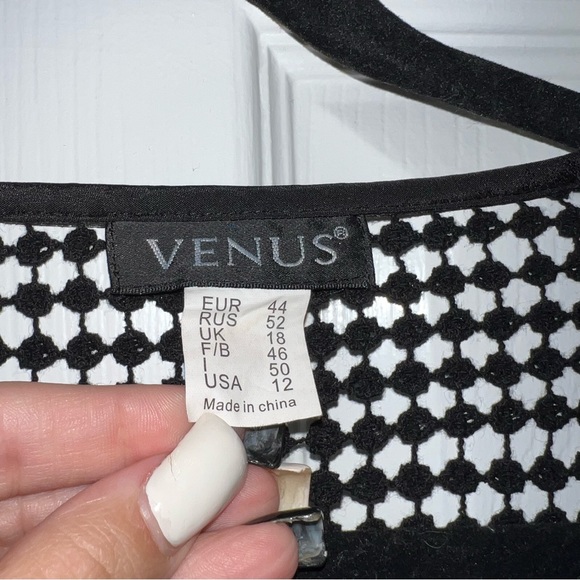 VENUS®
EUR 44
RUS 52
UK 18
F/B 46
I 50
USA 12
Made in china